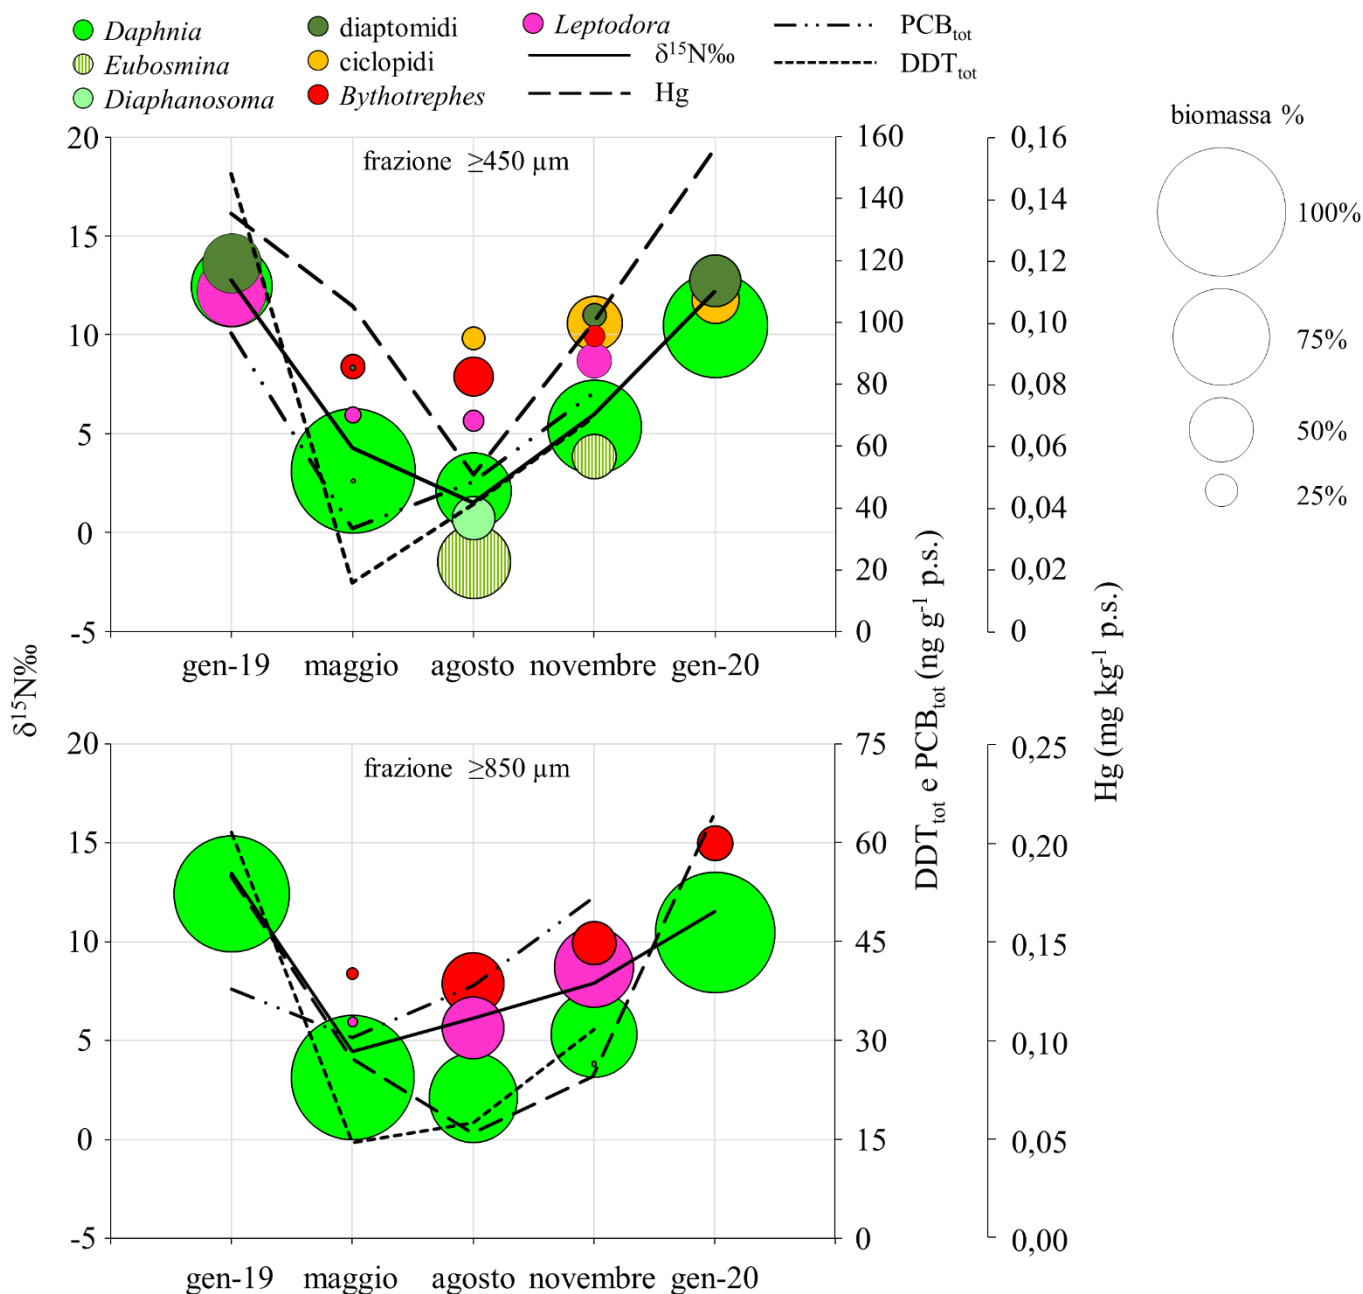 Daphnia
Eubosmina
Diaphanosoma
diaptomidi
ciclopidi
Bythotrephes
Leptodora
δ15N‰
Hg
PCBtot
DDTtot
biomassa %
100%
75%
50%
25%
frazione ≥450 µm
20
15
10
5
0
-5
160
140
120
100
80
60
40
20
0
0,16
0,14
0,12
0,10
0,08
0,06
0,04
0,02
0
gen-19 maggio agosto novembre gen-20
δ15N‰
DDTtot e PCBtot (ng g-1 p.s.)
Hg (mg kg-1 p.s.)
frazione ≥850 µm
20
15
10
5
0
-5
75
60
45
30
15
0
0,25
0,20
0,15
0,10
0,05
0,00
gen-19 maggio agosto novembre gen-20